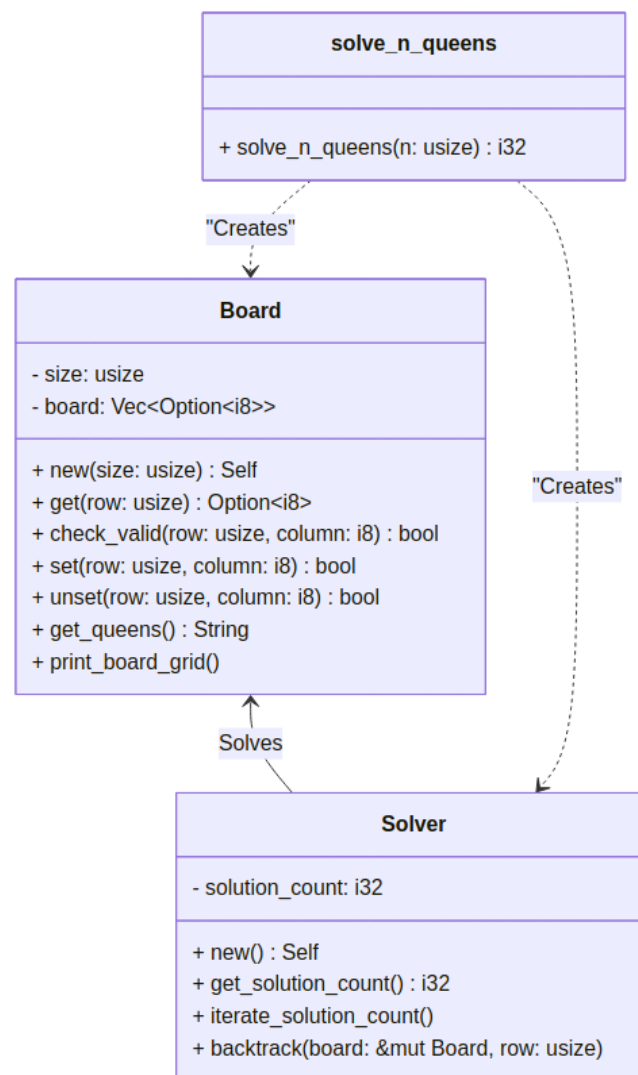 solve_n_queens
+ solve_n_queens(n: usize) : i32
"Creates"
Board
- size: usize
- board: Vec<Option<i8>>
+ new(size: usize) : Self
+ get(row: usize) : Option<i8>
+ check_valid(row: usize, column: i8) : bool
+ set(row: usize, column: i8) : bool
+ unset(row: usize, column: i8) : bool
+ get_queens() : String
+ print_board_grid()
"Creates"
Solves
Solver
- solution_count: i32
+ new() : Self
+ get_solution_count() : i32
+ iterate_solution_count()
+ backtrack(board: &mut Board, row: usize)